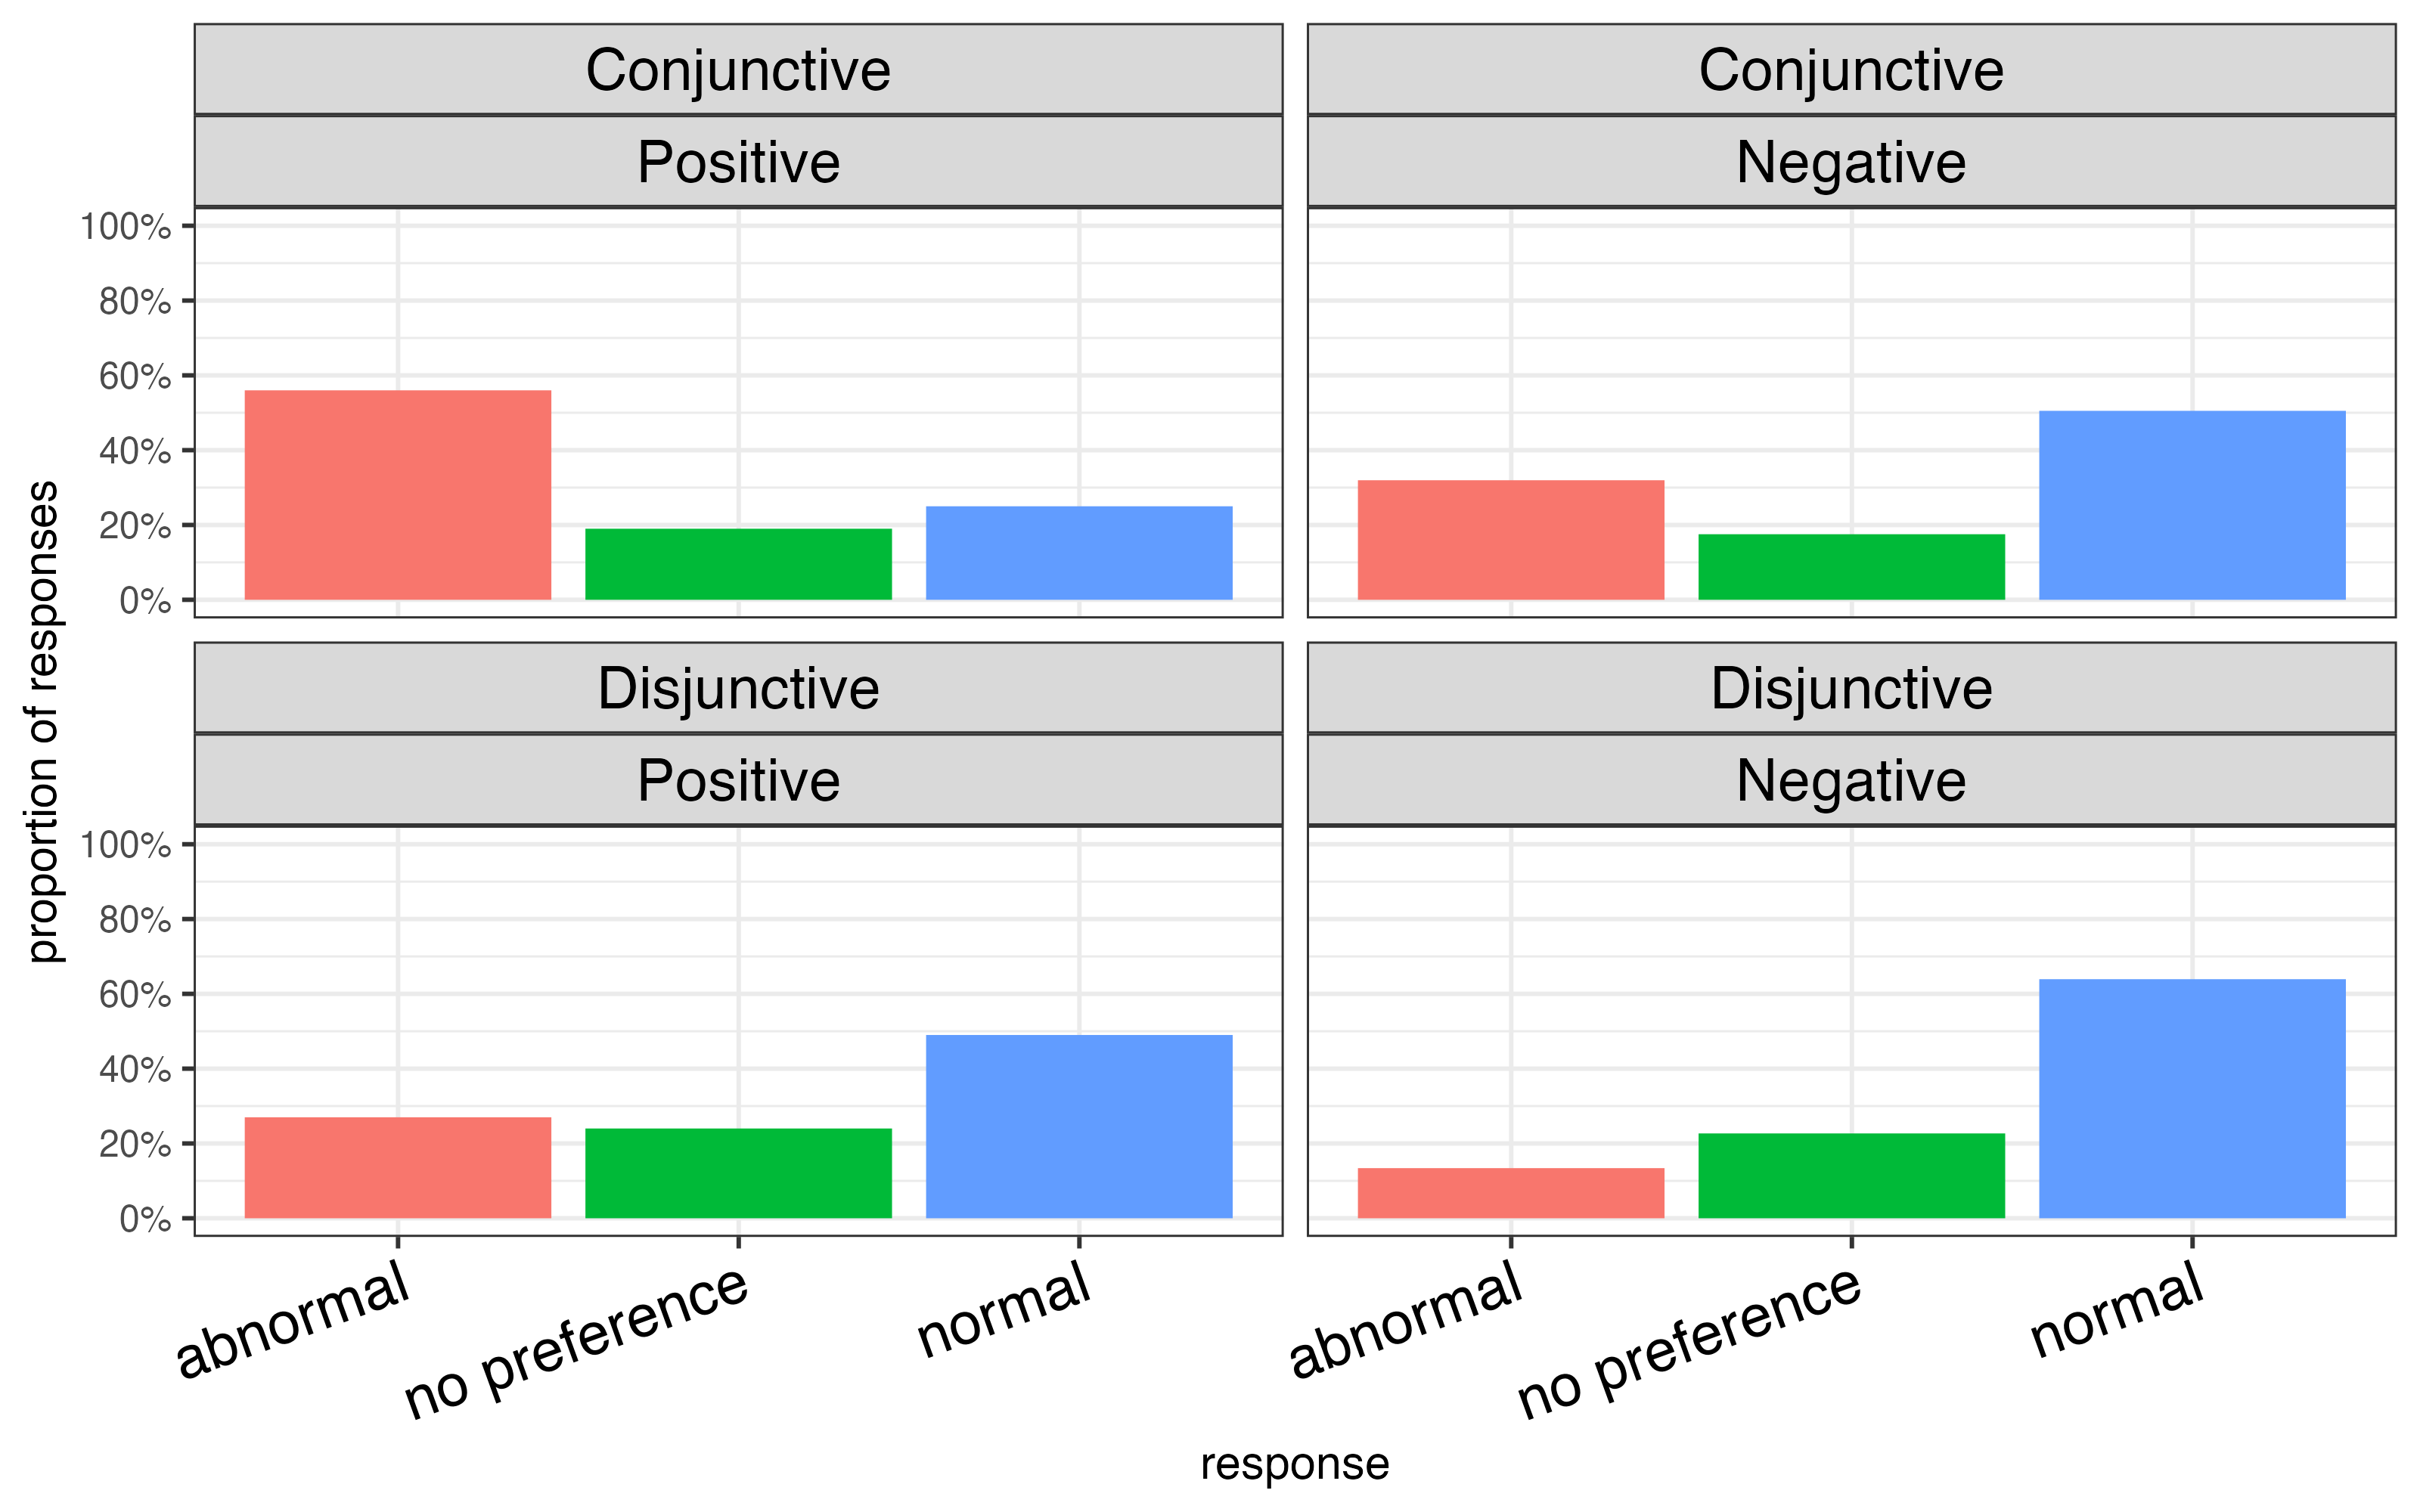 Conjunctive
Positive
Conjunctive
Negative
100%
80%
60%
40%
20%
0%
Disjunctive
Positive
Disjunctive
Negative
100%
80%
60%
40%
20%
0%
proportion of responses
abnormal
no preference
normal
abnormal
no preference
normal
response